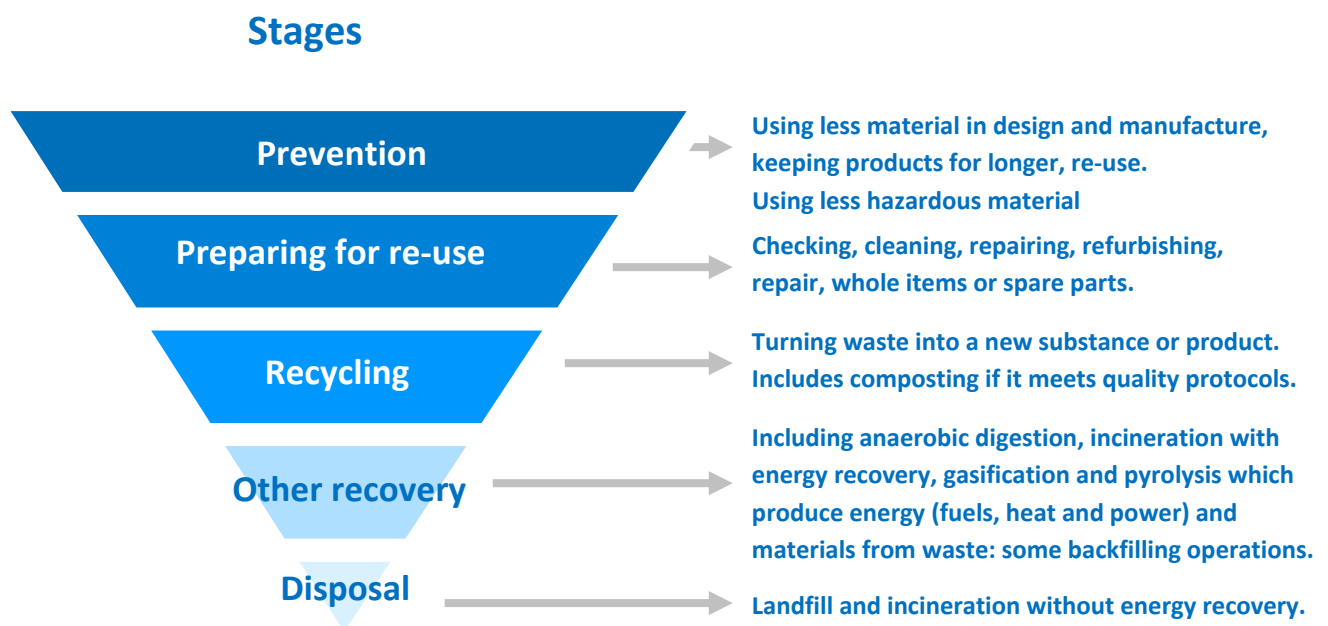 Stages
Prevention
Using less material in design and manufacture,
keeping products for longer, re-use.
Using less hazardous material
Preparing for re-use
Checking, cleaning, repairing, refurbishing,
repair, whole items or spare parts.
Recycling
Turning waste into a new substance or product.
Includes composting if it meets quality protocols.
Other recovery
Including anaerobic digestion, incineration with
energy recovery, gasification and pyrolysis which
produce energy (fuels, heat and power) and
materials from waste: some backfilling operations.
Disposal
Landfill and incineration without energy recovery.